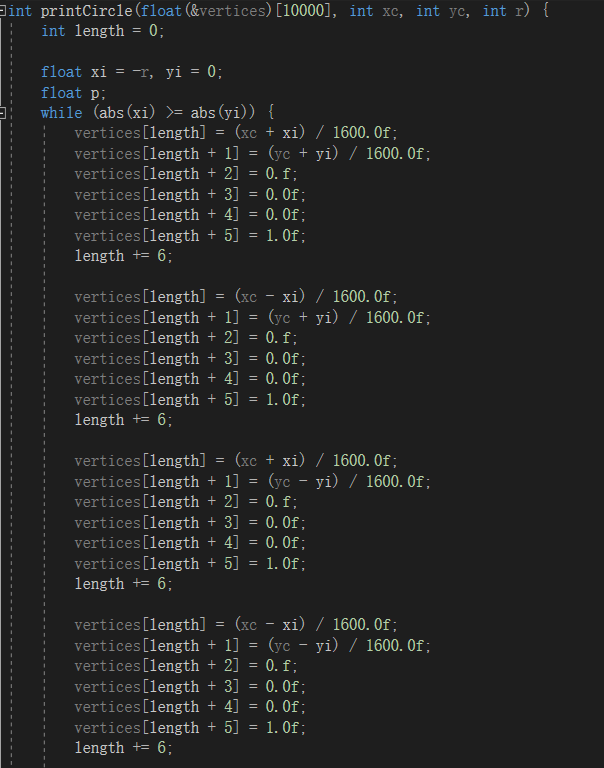 int printCircle(float(&vertices)[10000], int xc, int yc, int r) {
int length = 0;
float xi = -r, yi = 0;
float p;
while (abs(xi) >= abs(yi)) {
vertices[length] = (xc + xi) / 1600.0f;
vertices[length + 1] = (yc + yi) / 1600.0f;
vertices[length + 2] = 0.f;
vertices[length + 3] = 0.0f;
vertices[length + 4] = 0.0f;
vertices[length + 5] = 1.0f;
length += 6;
vertices[length] = (xc - xi) / 1600.0f;
vertices[length + 1] = (yc + yi) / 1600.0f;
vertices[length + 2] = 0.f;
vertices[length + 3] = 0.0f;
vertices[length + 4] = 0.0f;
vertices[length + 5] = 1.0f;
length += 6;
vertices[length] = (xc + xi) / 1600.0f;
vertices[length + 1] = (yc - yi) / 1600.0f;
vertices[length + 2] = 0.f;
vertices[length + 3] = 0.0f;
vertices[length + 4] = 0.0f;
vertices[length + 5] = 1.0f;
length += 6;
vertices[length] = (xc - xi) / 1600.0f;
vertices[length + 1] = (yc - yi) / 1600.0f;
vertices[length + 2] = 0.f;
vertices[length + 3] = 0.0f;
vertices[length + 4] = 0.0f;
vertices[length + 5] = 1.0f;
length += 6;